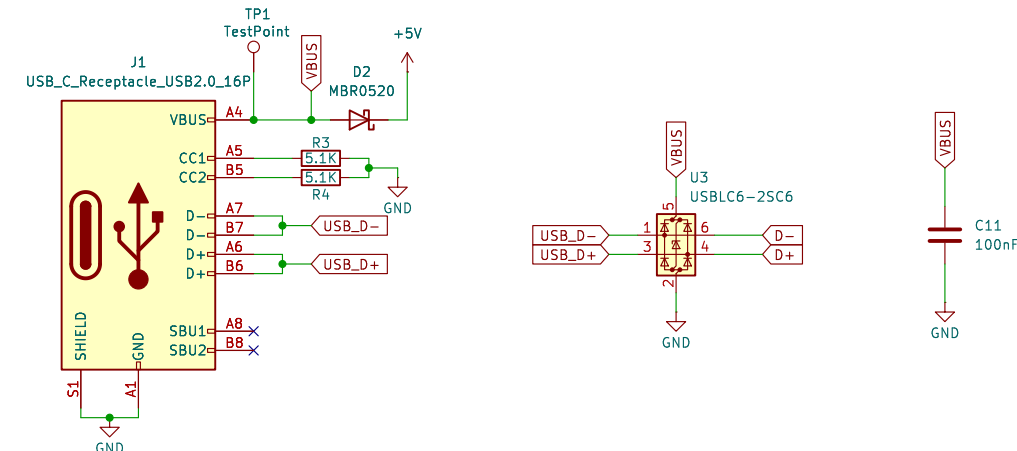 TP1
TestPoint
+5V
VBUS
J1
USB_C_Receptacle_USB2.0_16P
D2
MBR0520
VBUS
A4
CC1
A5
R3
5.1K
CC2
B5
5.1K
R4
GND
D-
A7
D-
B7
USB_D-
D+
A6
D+
B6
USB_D+
SBU1
A8
SBU2
B8
SHIELD
GND
S1
A1
GND
VBUS
U3
USBLC6-2SC6
5
USB_D-
1
6
D-
USB_D+
3
4
D+
2
GND
VBUS
C11
100nF
GND